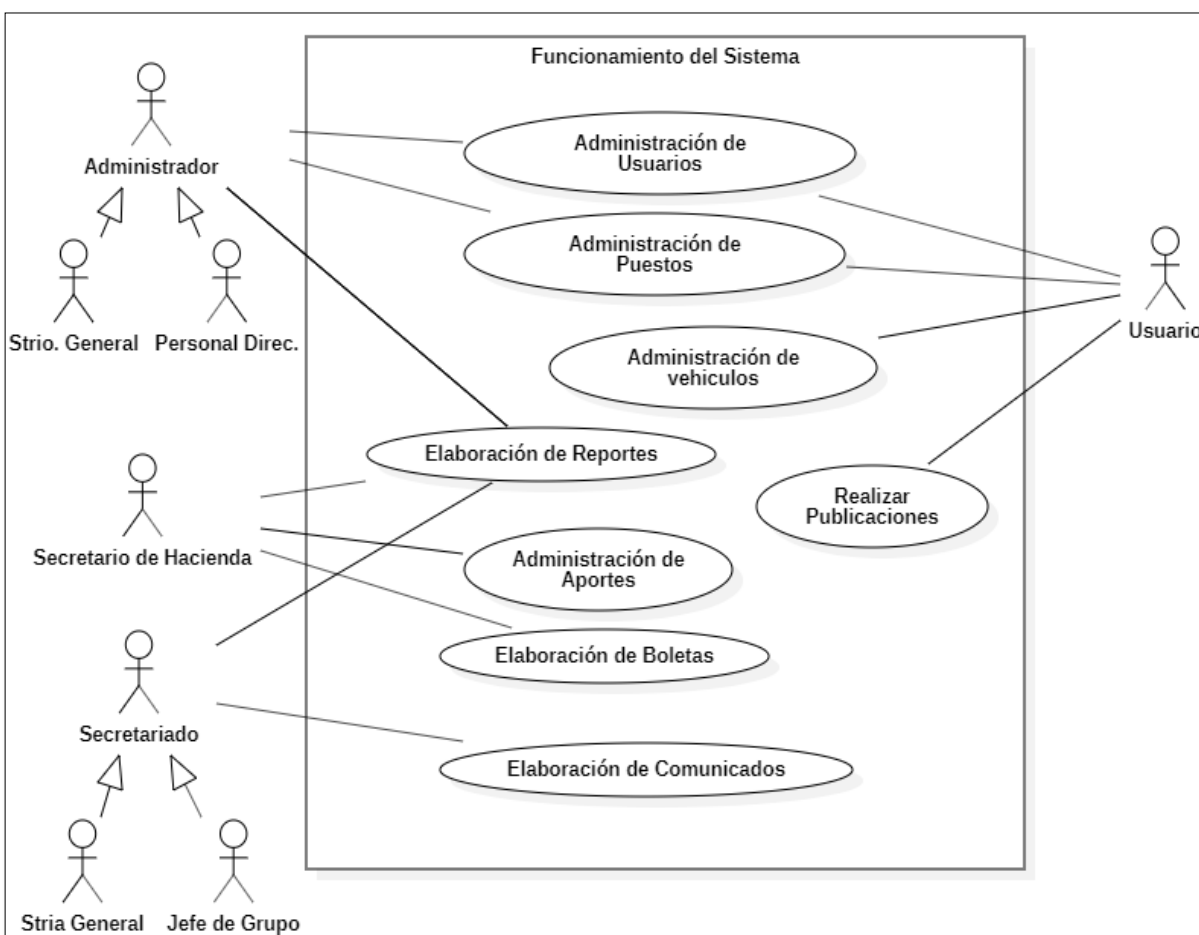 Funcionamiento del Sistema
Administración de
Usuarios
Administrador
Administración de
Puestos
Strio. General
Personal Direc.
Usuario
Administración de
vehiculos
Elaboración de Reportes
Realizar
Publicaciones
Secretario de Hacienda
Administración de
Aportes
Elaboración de Boletas
Secretariado
Elaboración de Comunicados
Stria General
Jefe de Grupo